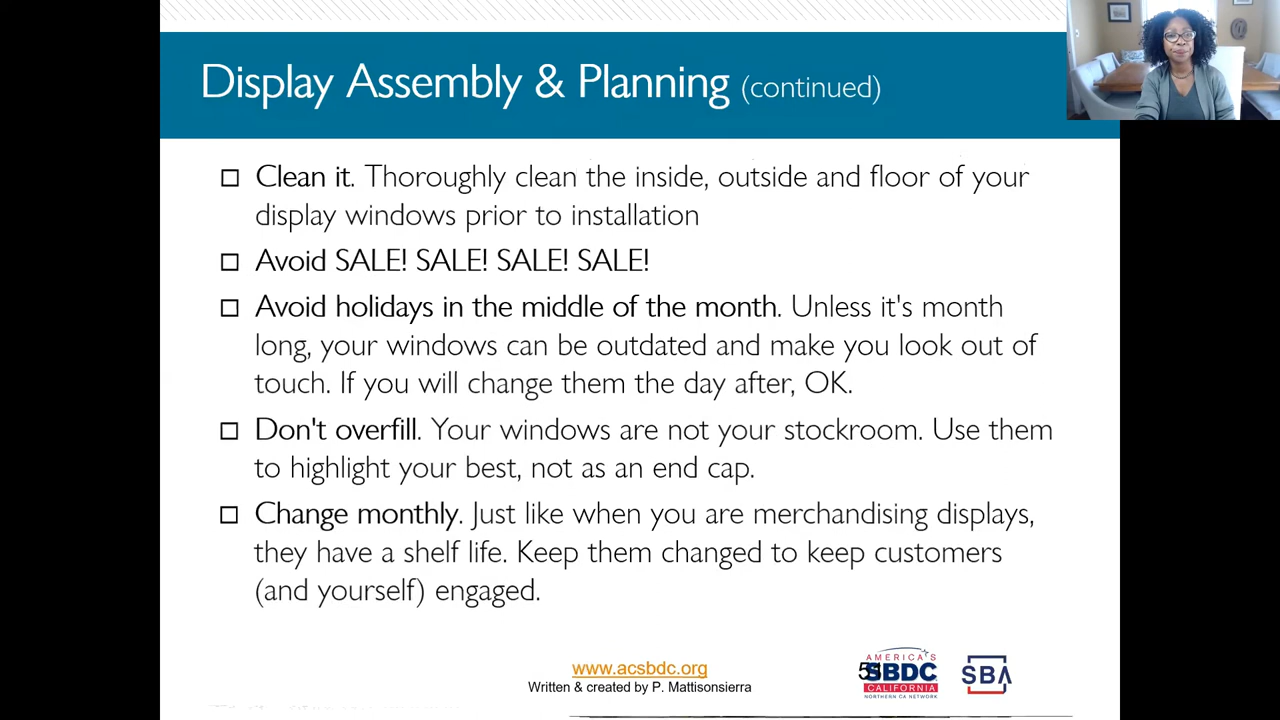 Display Assembly & Planning (continued)
□ Clean it. Thoroughly clean the inside, outside and floor of your
display windows prior to installation
□ Avoid SALE! SALE! SALE! SALE!
□ Avoid holidays in the middle of the month. Unless it's month
long, your windows can be outdated and make you look out of
touch. If you will change them the day after, OK.
□ Don't overfill. Your windows are not your stockroom. Use them
to highlight your best, not as an end cap.
□ Change monthly. Just like when you are merchandising displays,
they have a shelf life. Keep them changed to keep customers
(and yourself) engaged.
www.acsbdc.org
Written & created by P. Mattisonsierra
AMERICA'S
SBDC
CALIFORNIA
NORTHERN CA NETWORK
SBA